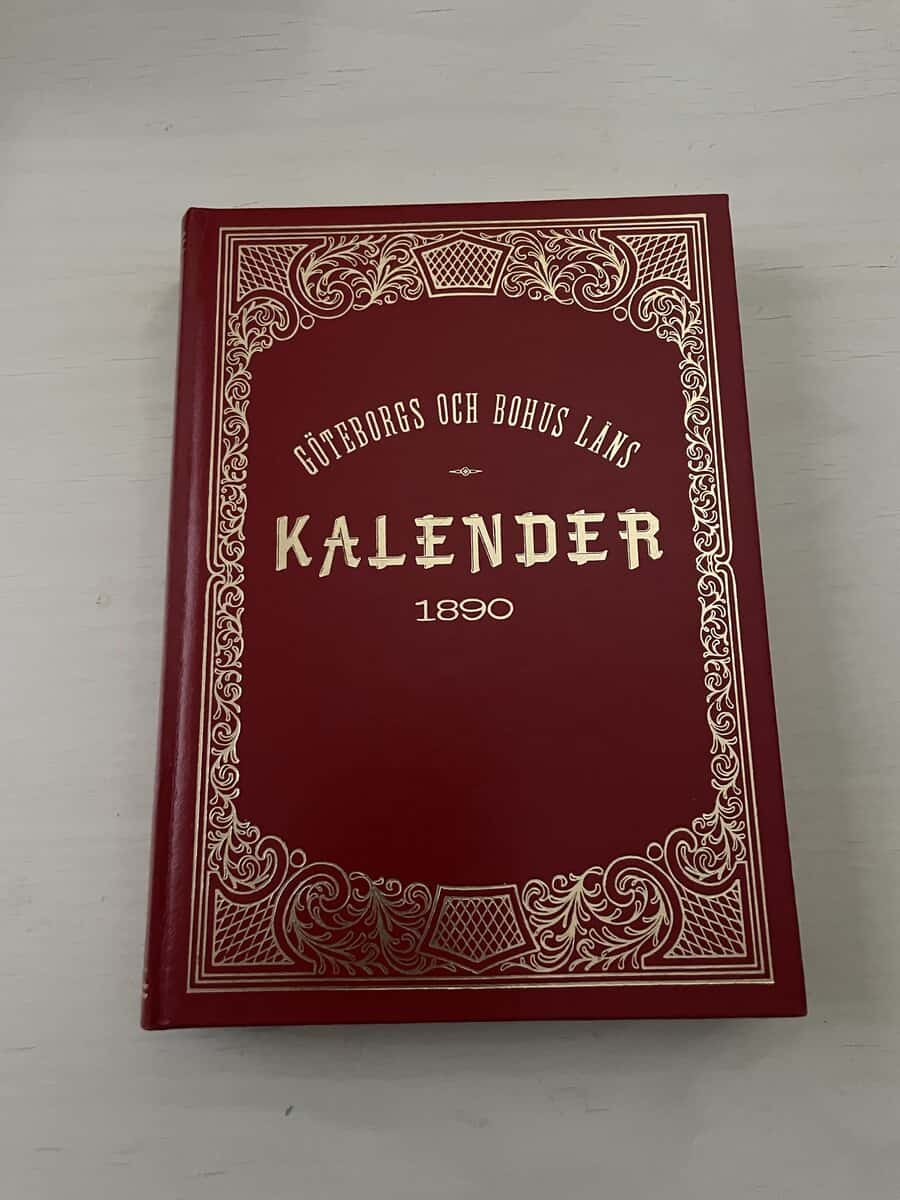 GÖTEBORGS OCH BOHUS LÄNS
KALENDER
1890